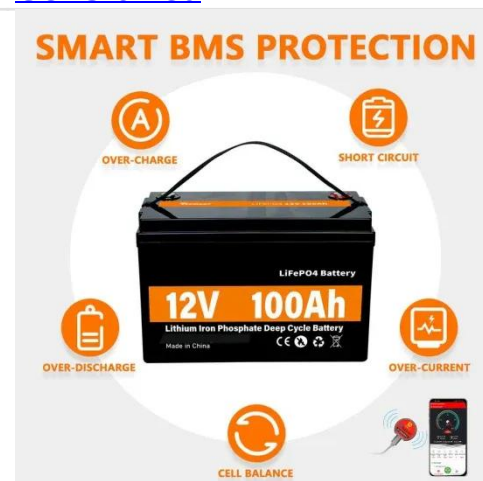 SMART BMS PROTECTION
OVER-CHARGE
SHORT CIRCUIT
LiFePO4 Battery
12V 100Ah
Lithium Iron Phosphate Deep Cycle Battery
Made in China
CE
OVER-DISCHARGE
OVER-CURRENT
CELL BALANCE